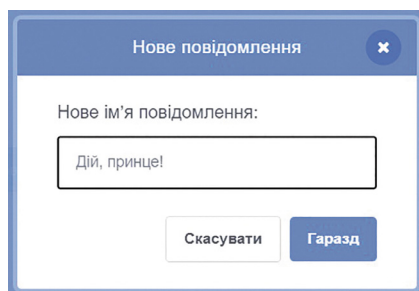 Нове повідомлення
Нове ім’я повідомлення:
Дій, принце!
Скасувати
Гаразд